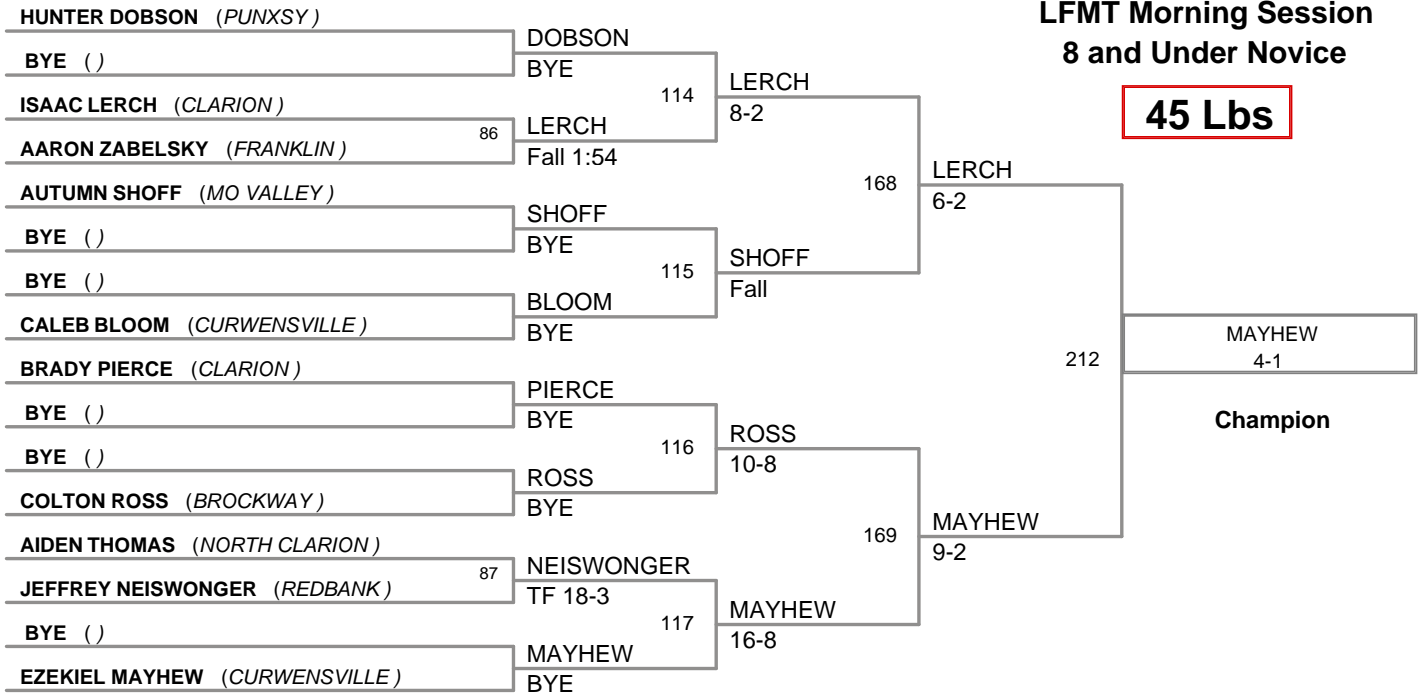 LFMT Morning Session
8 and Under Novice
45 Lbs
HUNTER DOBSON (PUNXSY )
BYE ( )
ISAAC LERCH (CLARION )
AARON ZABELSKY (FRANKLIN )
AUTUMN SHOFF (MO VALLEY )
BYE ( )
BYE ( )
CALEB BLOOM (CURWENSVILLE )
BRADY PIERCE (CLARION )
BYE ( )
BYE ( )
COLTON ROSS (BROCKWAY )
AIDEN THOMAS (NORTH CLARION )
JEFFREY NEISWONGER (REDBANK )
BYE ( )
EZEKIEL MAYHEW (CURWENSVILLE )
86
87
DOBSON
BYE
LERCH
Fall 1:54
SHOFF
BYE
BLOOM
BYE
PIERCE
BYE
ROSS
BYE
NEISWONGER
TF 18-3
MAYHEW
BYE
114
115
116
117
LERCH
8-2
SHOFF
Fall
ROSS
10-8
MAYHEW
16-8
168
169
LERCH
6-2
MAYHEW
9-2
212
MAYHEW
4-1
Champion